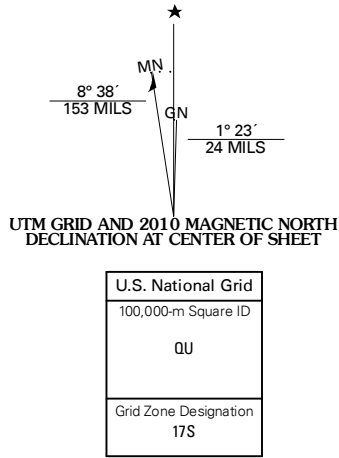 ★
MN
8° 38´
153 MILS
GN
1° 23´
24 MILS
UTM GRID AND 2010 MAGNETIC NORTH
DECLINATION AT CENTER OF SHEET
U.S. National Grid
100,000-m Square ID
QU
Grid Zone Designation
17S